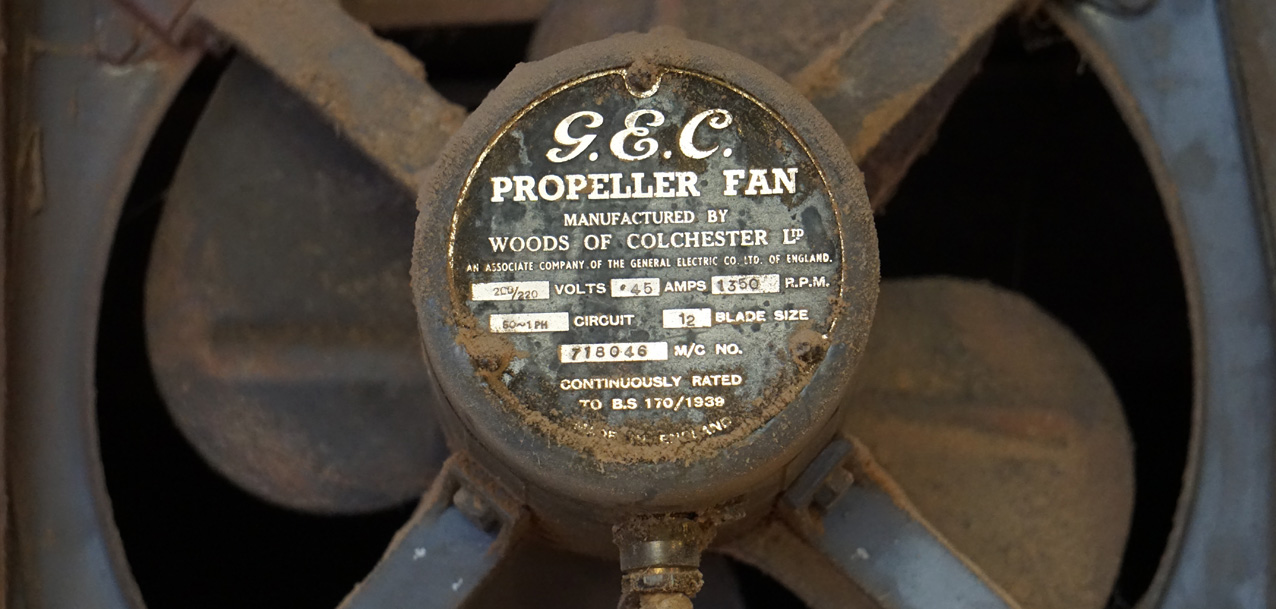 G.E.C.
PROPELLER FAN
MANUFACTURED BY
WOODS OF COLCHESTER LTD
AN ASSOCIATE COMPANY OF THE GENERAL ELECTRIC CO. LTD. OF ENGLAND.
200/220 VOLTS .45 AMPS 1350 R.P.M.
50~1PH CIRCUIT 12 BLADE SIZE
718046 M/C NO.
CONTINUOUSLY RATED
TO B.S 170/1939
MADE IN ENGLAND